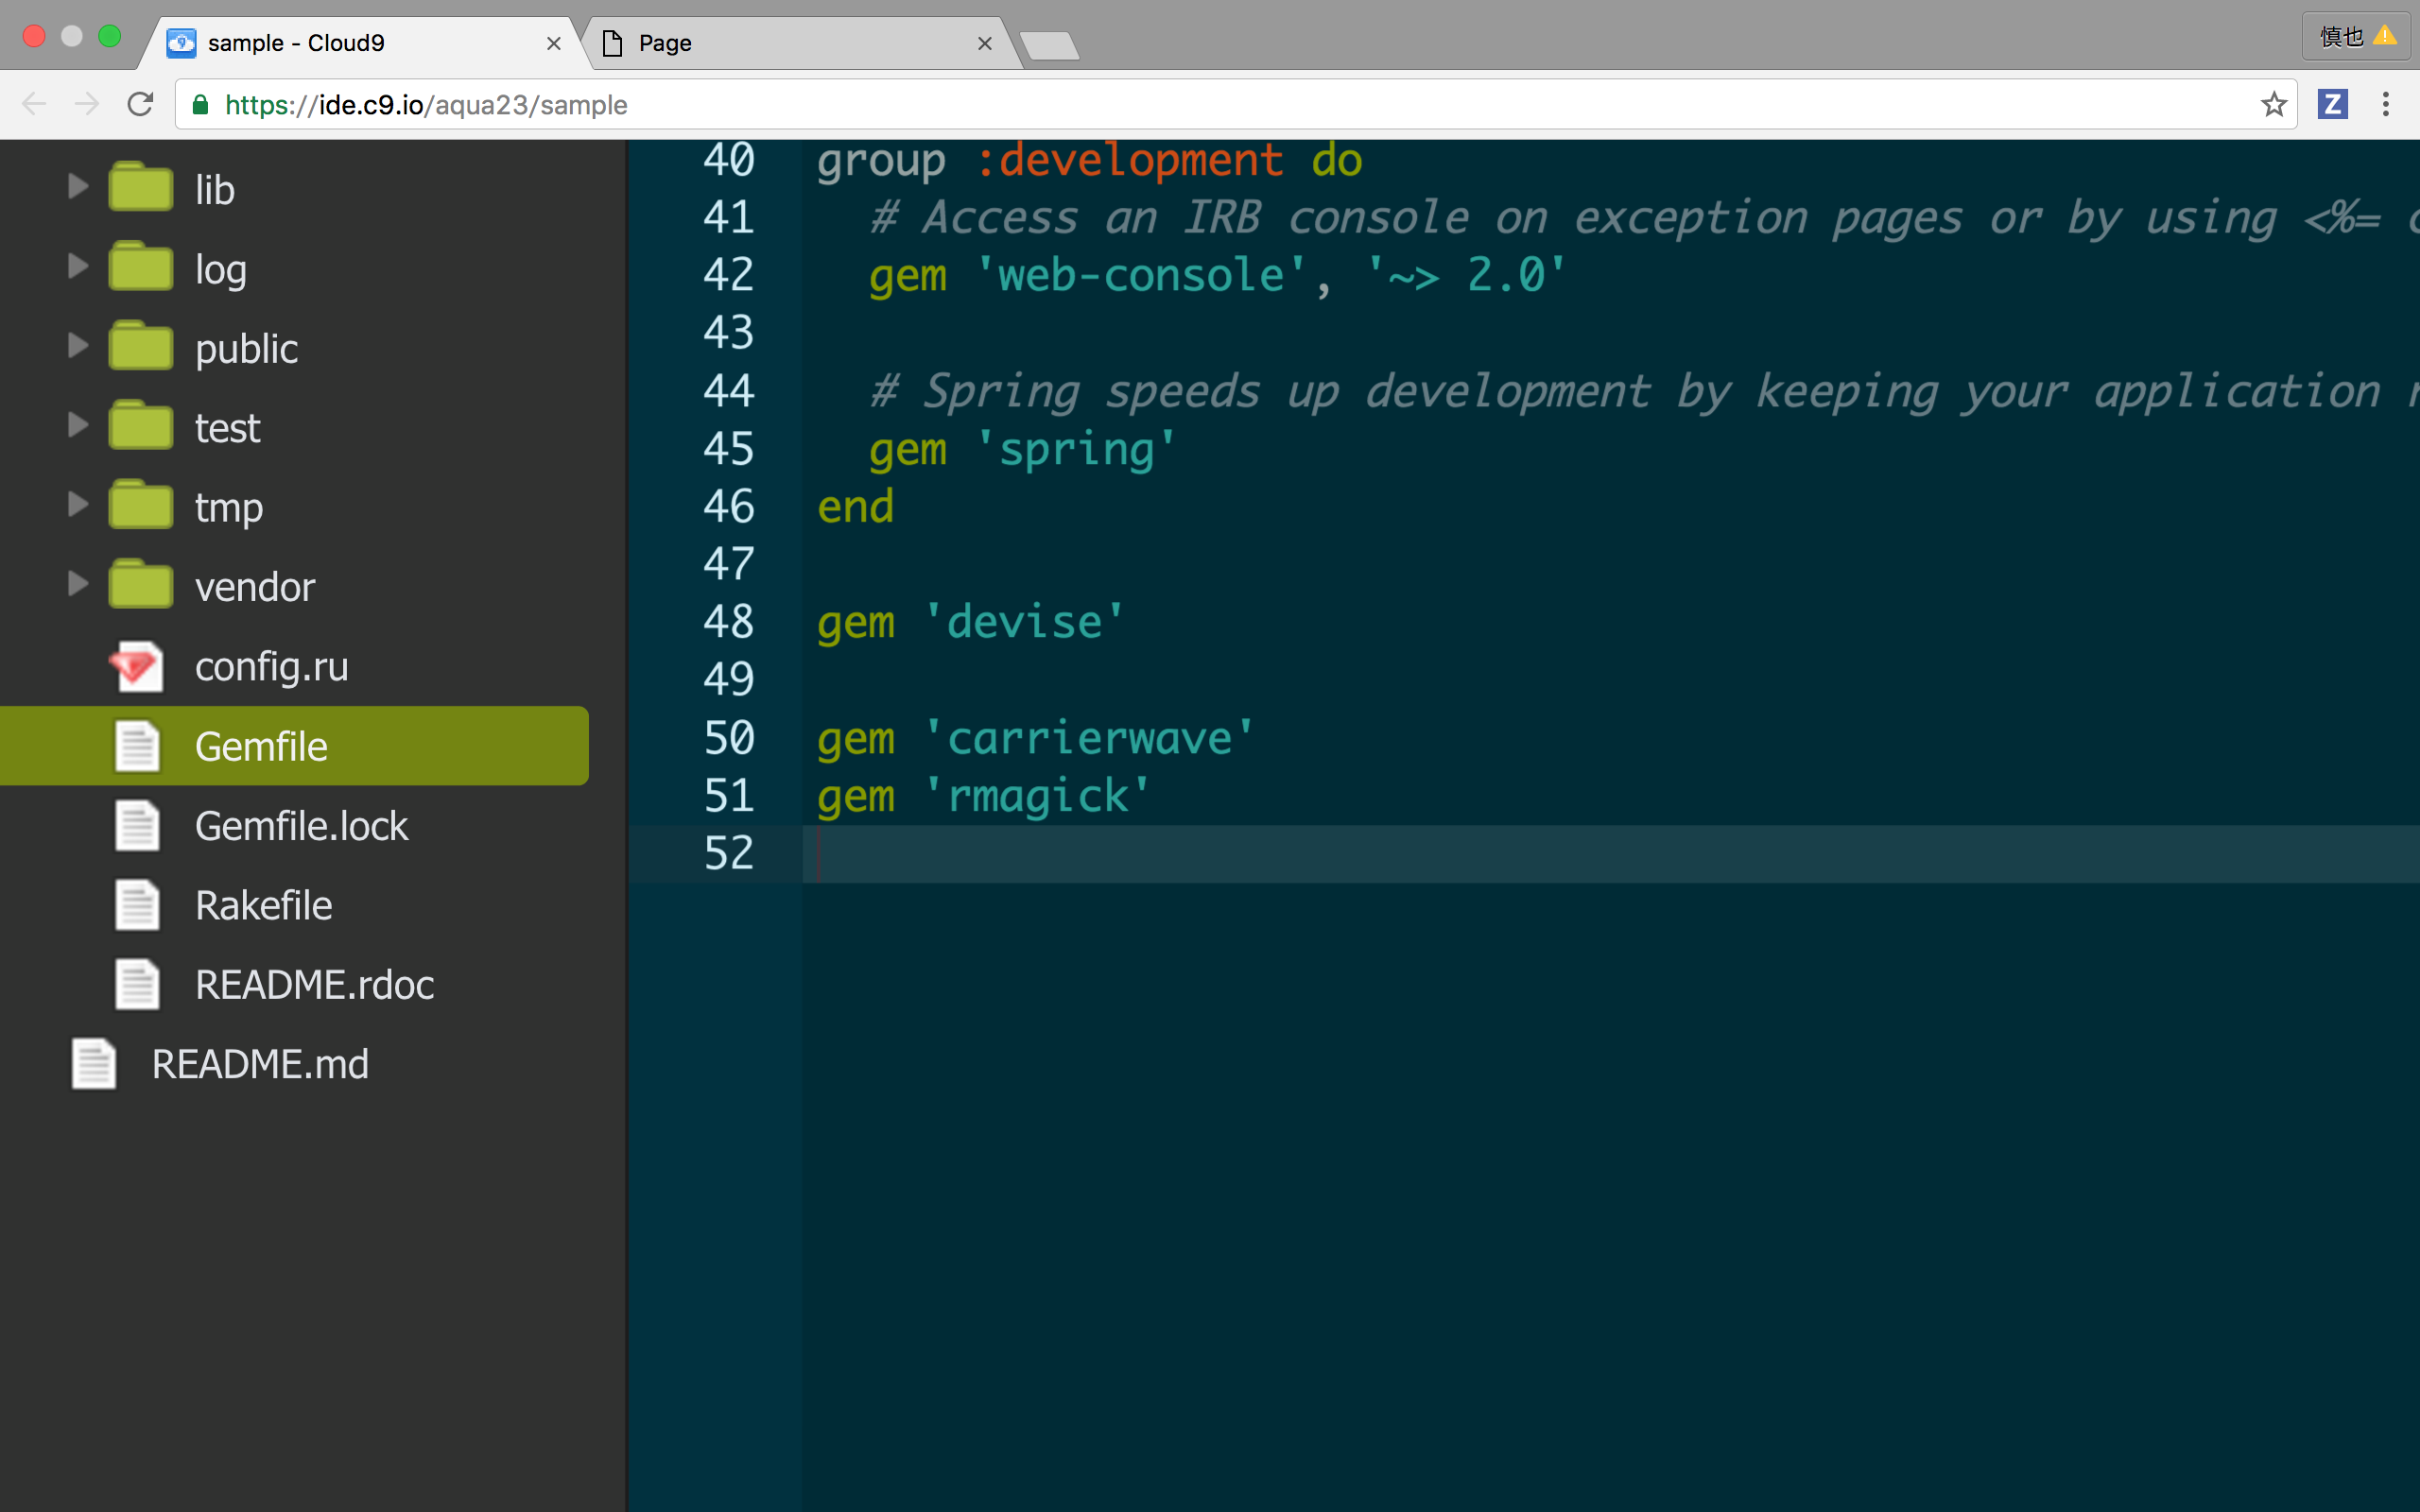 sample - Cloud9
Page
慎也
https://ide.c9.io/aqua23/sample
lib
log
public
test
tmp
vendor
config.ru
Gemfile
Gemfile.lock
Rakefile
README.rdoc
README.md
40 group :development do
41 # Access an IRB console on exception pages or by using <%=
42 gem 'web-console', '~> 2.0'
43
44 # Spring speeds up development by keeping your application
45 gem 'spring'
46 end
47
48 gem 'devise'
49
50 gem 'carrierwave'
51 gem 'rmagick'
52